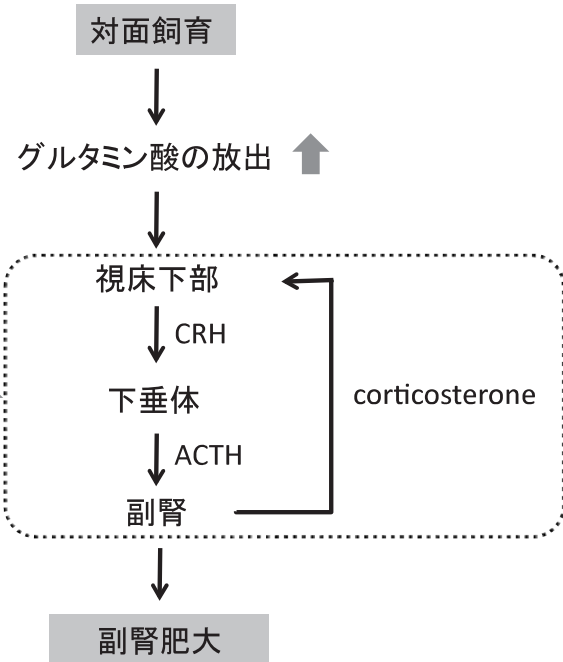 対面飼育
グルタミン酸の放出
視床下部
CRH
下垂体
corticosterone
ACTH
副腎
副腎肥大